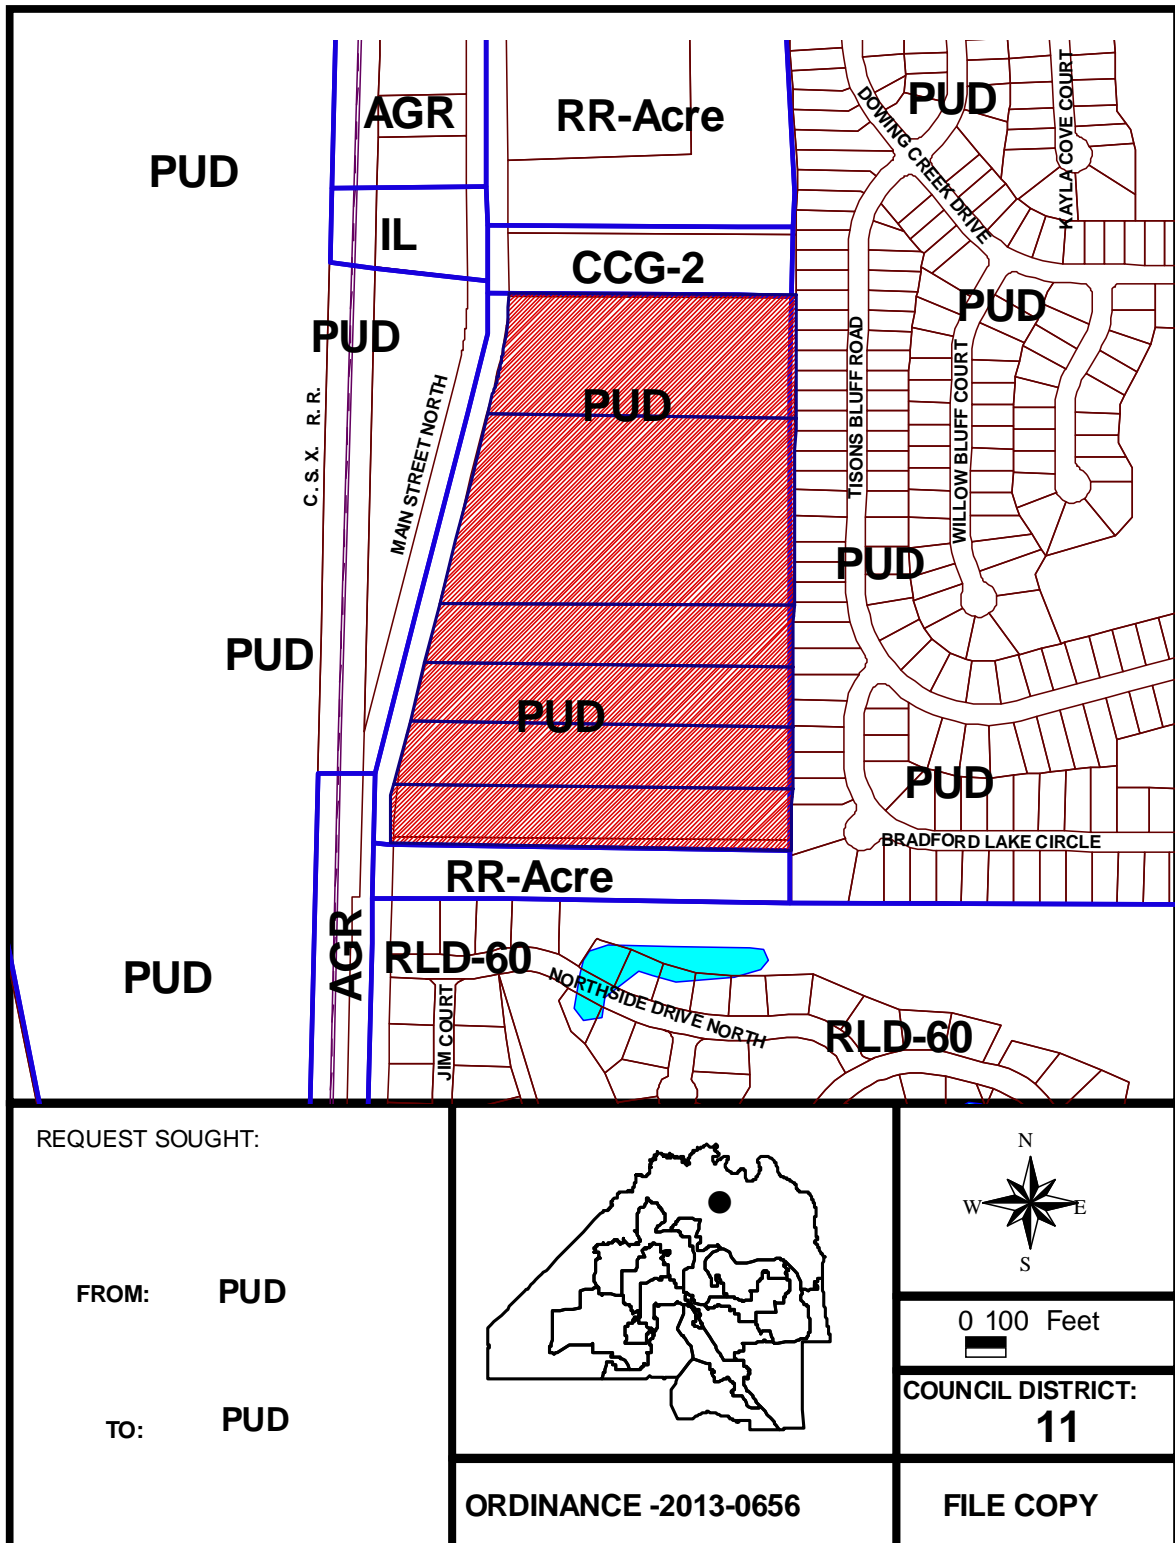 AGR
RR-Acre
PUD
PUD
IL
CCG-2
PUD
PUD
DOWING CREEK DRIVE
KAYLA COVE COURT
C.S.X. R.R.
MAIN STREET NORTH
PUD
TISONS BLUFF ROAD
WILLOW BLUFF COURT
PUD
PUD
PUD
PUD
BRADFORD LAKE CIRCLE
RR-Acre
AGR
PUD
RLD-60
NORTHSIDE DRIVE NORTH
JIM COURT
RLD-60
REQUEST SOUGHT:
FROM: PUD
TO: PUD
N
W E
S
0 100 Feet
COUNCIL DISTRICT:
11
ORDINANCE -2013-0656
FILE COPY